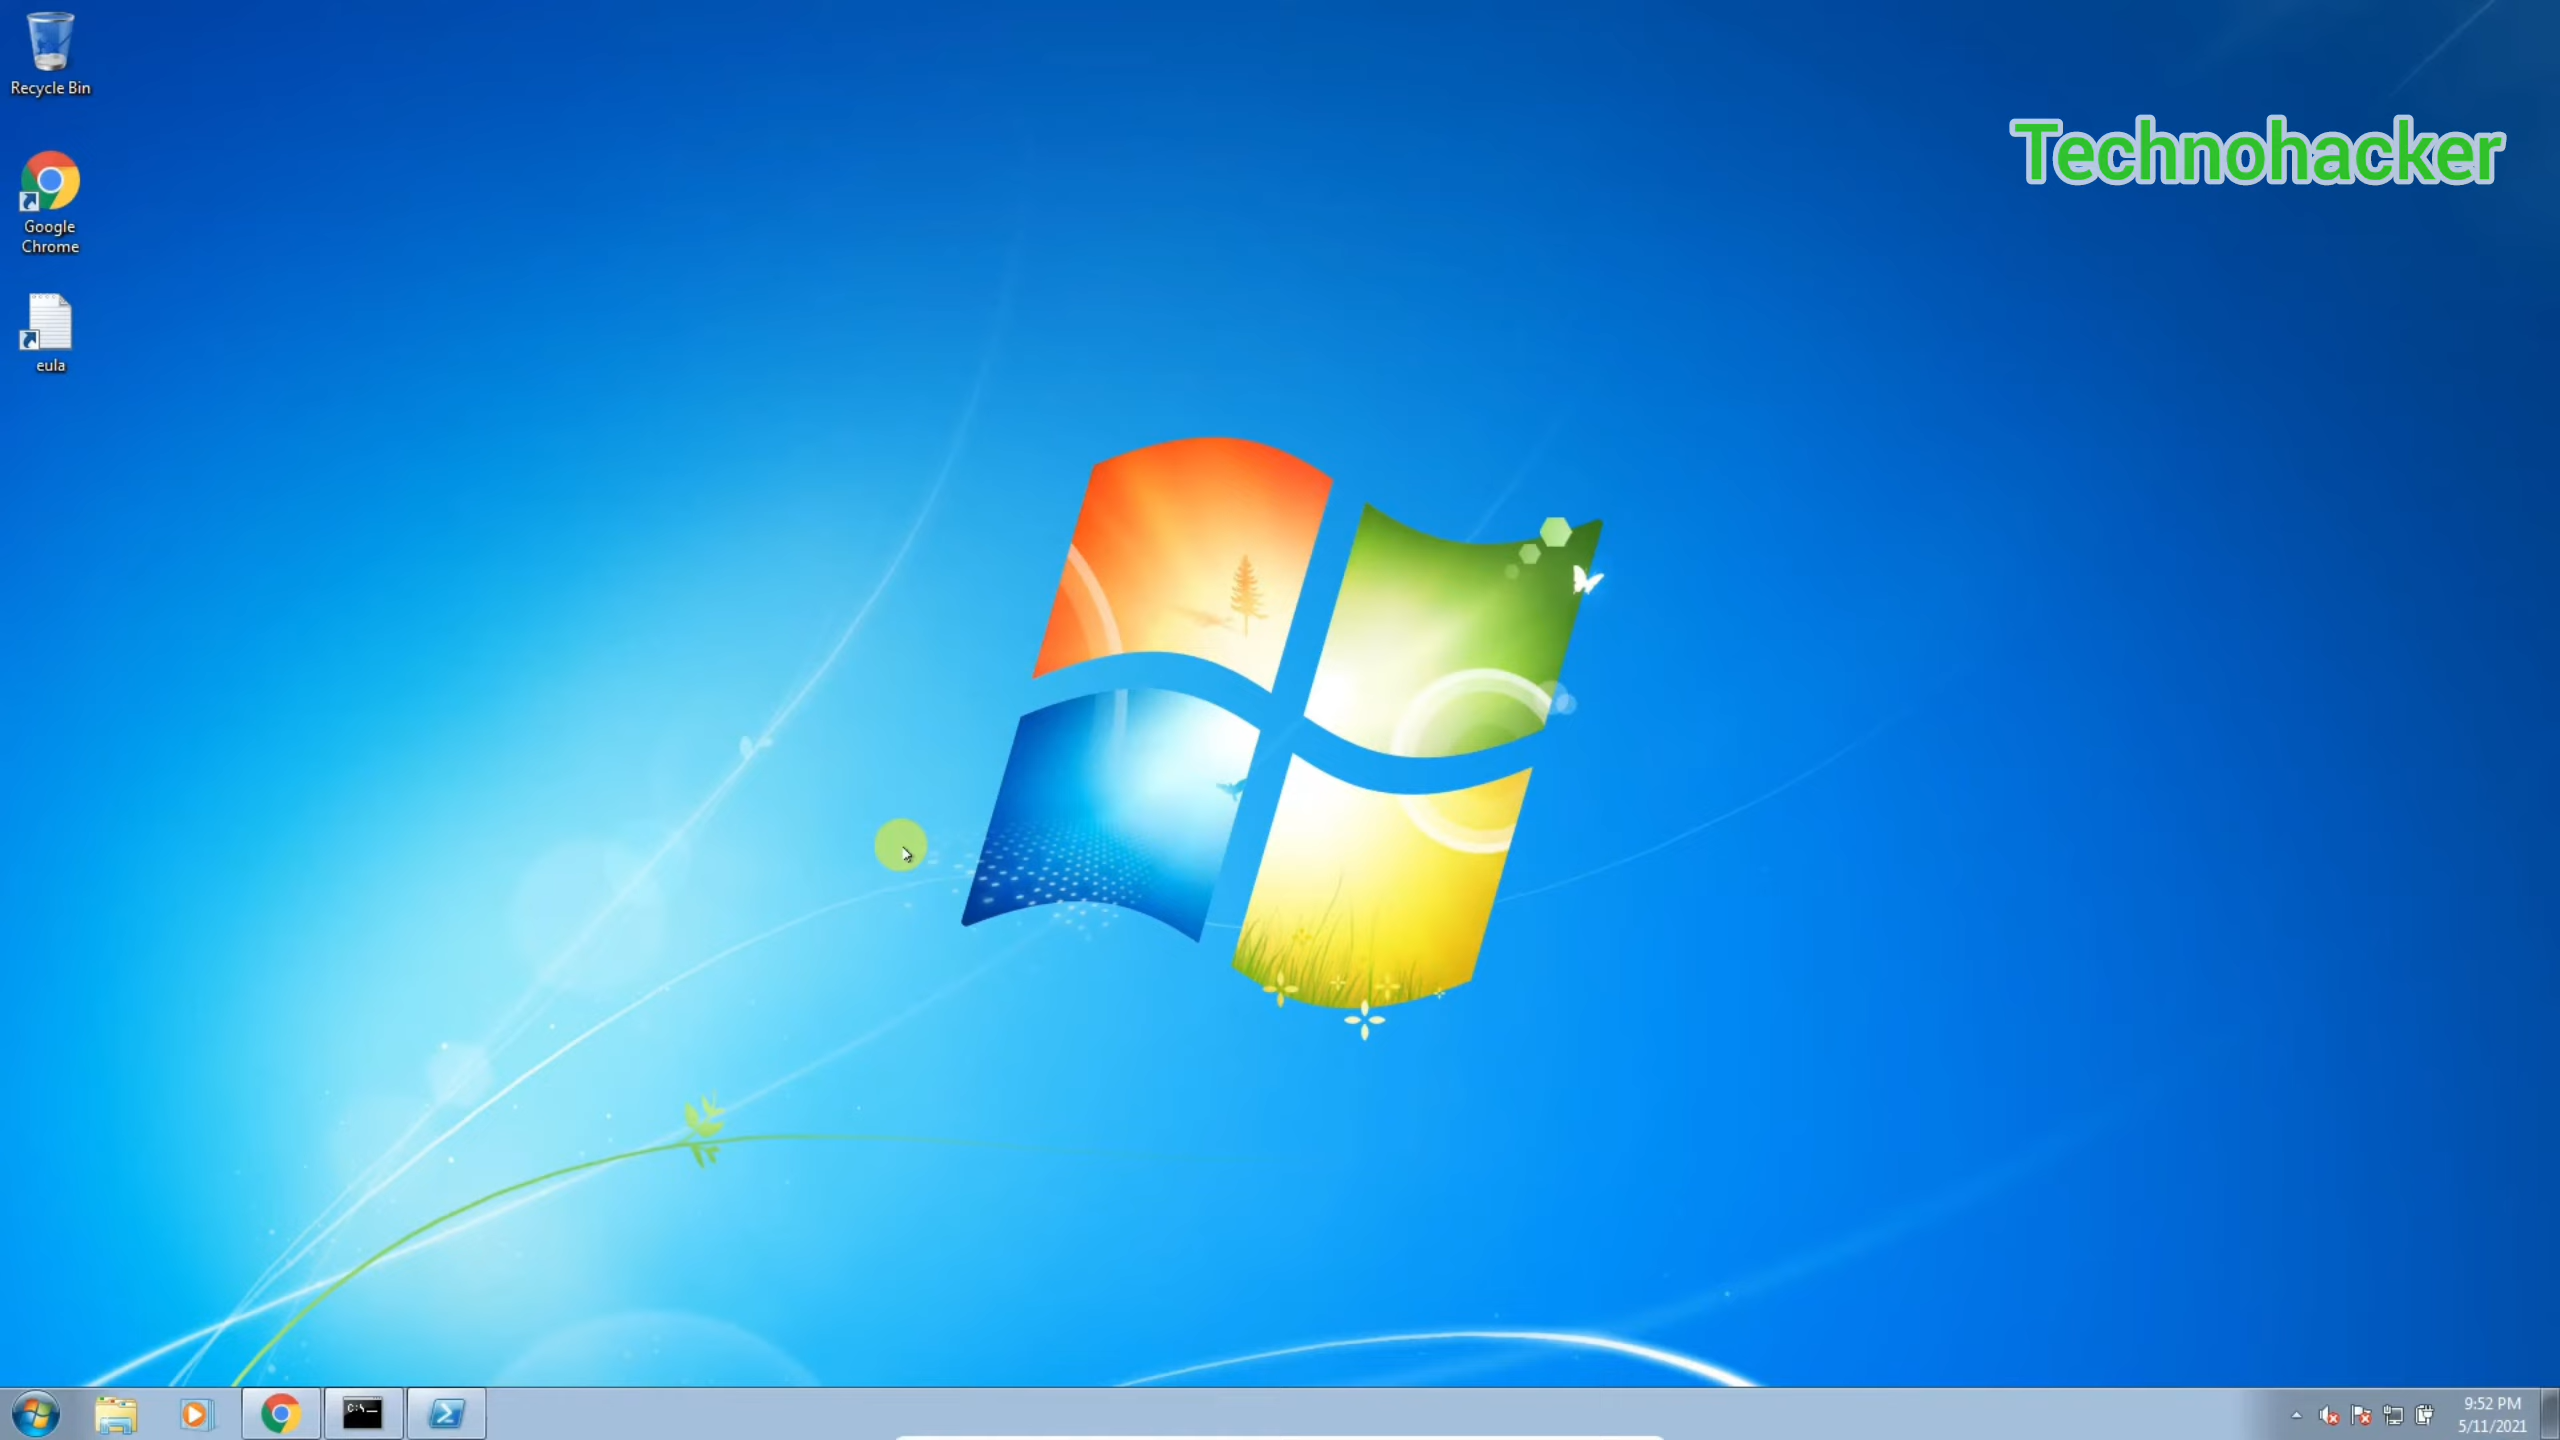 Recycle Bin
Technohacker
Google
Chrome
eula
C:\_
9:52 PM
5/11/2021